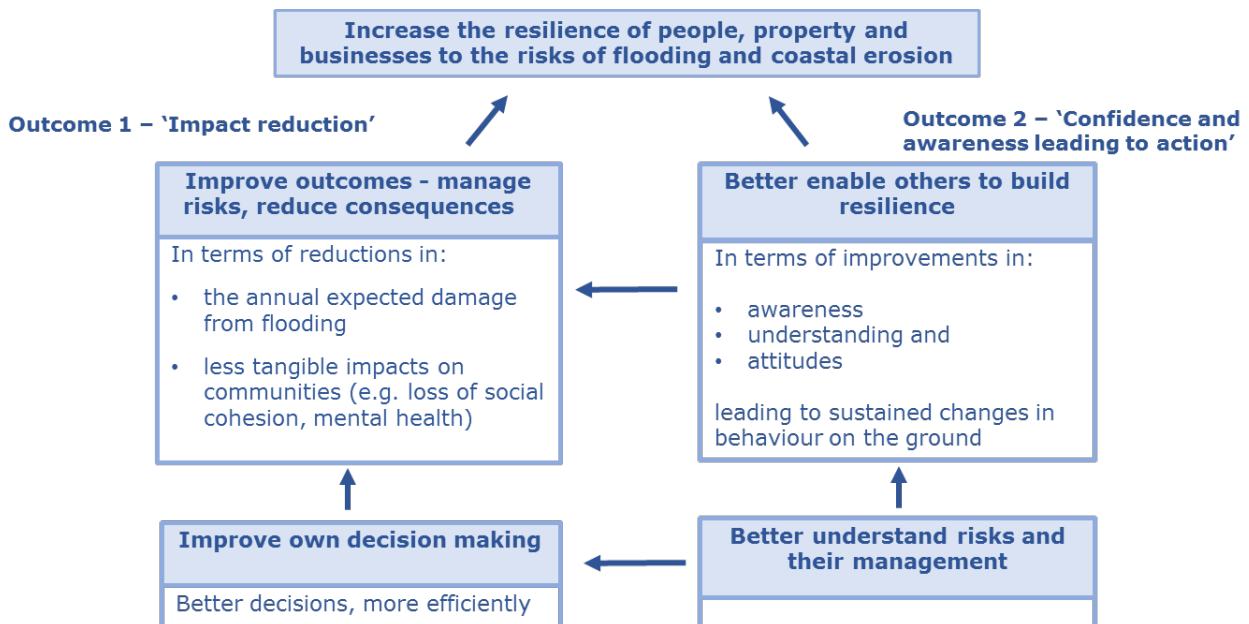 Increase the resilience of people, property and
businesses to the risks of flooding and coastal erosion
Outcome 1 – ‘Impact reduction’
Outcome 2 – ‘Confidence and
awareness leading to action’
Improve outcomes - manage
risks, reduce consequences
In terms of reductions in:
• the annual expected damage
from flooding
• less tangible impacts on
communities (e.g. loss of social
cohesion, mental health)
Better enable others to build
resilience
In terms of improvements in:
• awareness
• understanding and
• attitudes
leading to sustained changes in
behaviour on the ground
Improve own decision making
Better decisions, more efficiently
Better understand risks and
their management